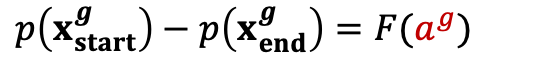 p(x^g_start) − p(x^g_end) = F(a^g)